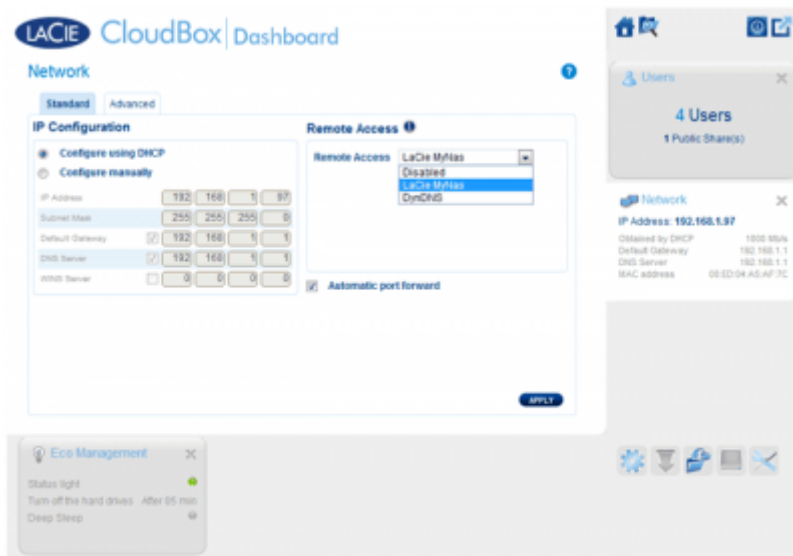 LACIE CloudBox | Dashboard
Network
Standard Advanced
IP Configuration
Configure using DHCP
Configure manually
IP Address 192 168 1 97
Subnet Mask 255 255 255 0
Default Gateway 192 168 1 1
DNS Server 192 168 1 1
WINS Server 0 0 0 0
Remote Access
Remote Access LaCie MyNas
Disabled
LaCie MyNas
DynDNS
Automatic port forward
APPLY
Users
4 Users
1 Public Share(s)
Network
IP Address: 192.168.1.97
Obtained by DHCP 1000 Mb/s
Default Gateway 192.168.1.1
DNS Server 192.168.1.1
MAC address
Eco Management
Status light
Turn off the hard drives After 05 min
Deep Sleep